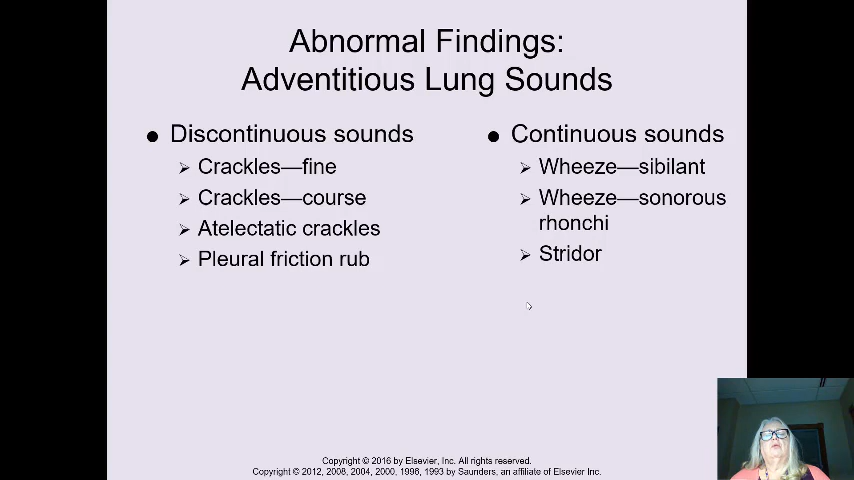 Abnormal Findings:
Adventitious Lung Sounds
● Discontinuous sounds
➢ Crackles—fine
➢ Crackles—course
➢ Atelectatic crackles
➢ Pleural friction rub
● Continuous sounds
➢ Wheeze—sibilant
➢ Wheeze—sonorous
rhonchi
➢ Stridor
Copyright © 2016 by Elsevier, Inc. All rights reserved.
Copyright © 2012, 2008, 2004, 2000, 1996, 1993 by Saunders, an affiliate of Elsevier Inc.